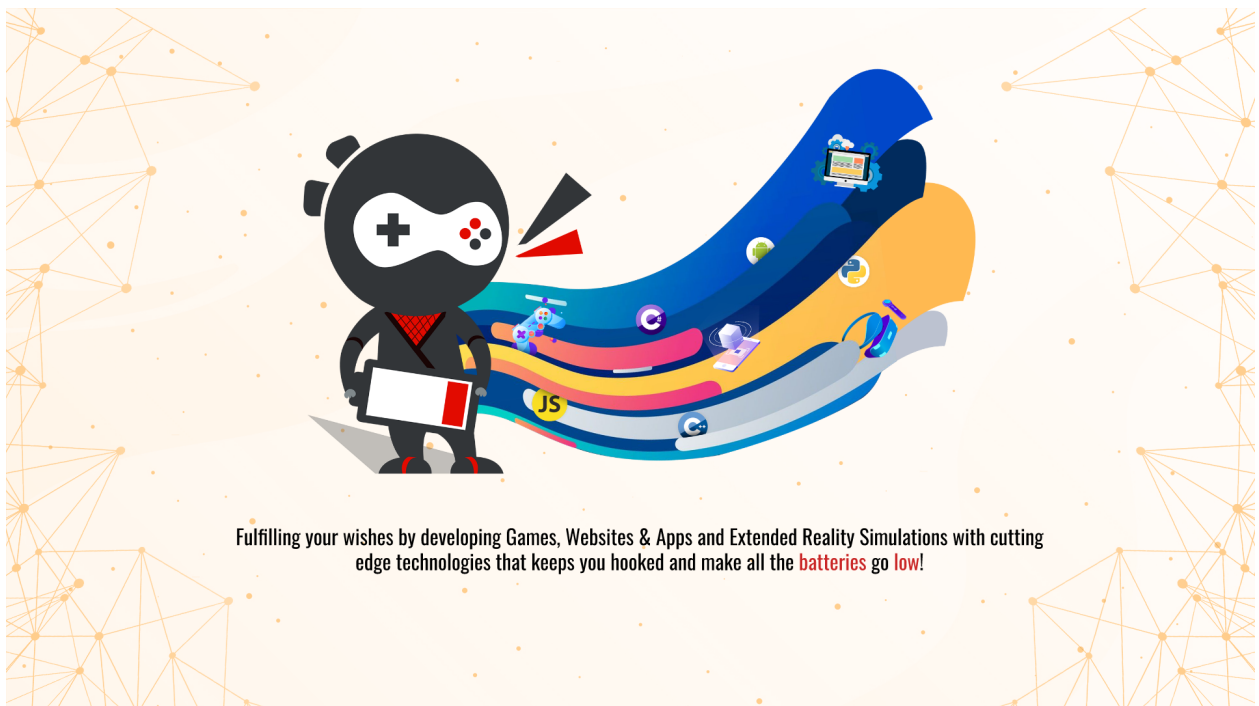 C#
JS
C++
Fulfilling your wishes by developing Games, Websites & Apps and Extended Reality Simulations with cutting
edge technologies that keeps you hooked and make all the batteries go low!